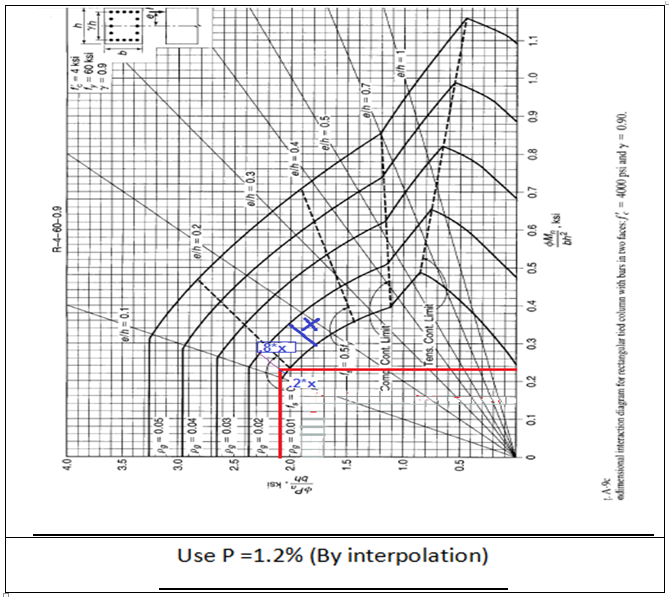 h
γh
b
e
f'c = 4 ksi
fy = 60 ksi
γ = 0.9
R-4-60-0.9
e/h = 0.1
e/h = 0.2
e/h = 0.3
e/h = 0.4
e/h = 0.5
e/h = 0.7
e/h = 1
ρg = 0.05
ρg = 0.04
ρg = 0.03
ρg = 0.02
ρg = 0.01
X
.8*x
.2*x
Comp. Cont. Limit
Tens. Cont. Limit
4.0
3.5
3.0
2.5
2.0
1.5
1.0
0.5
ϕPn/bh, ksi
0
0.1
0.2
0.3
0.4
0.5
0.6
0.7
0.8
0.9
1.0
1.1
ϕMn/bh², ksi
A-9c
ndimensional interaction diagram for rectangular tied column with bars in two faces: f'c = 4000 psi and γ = 0.90.
Use P =1.2% (By interpolation)